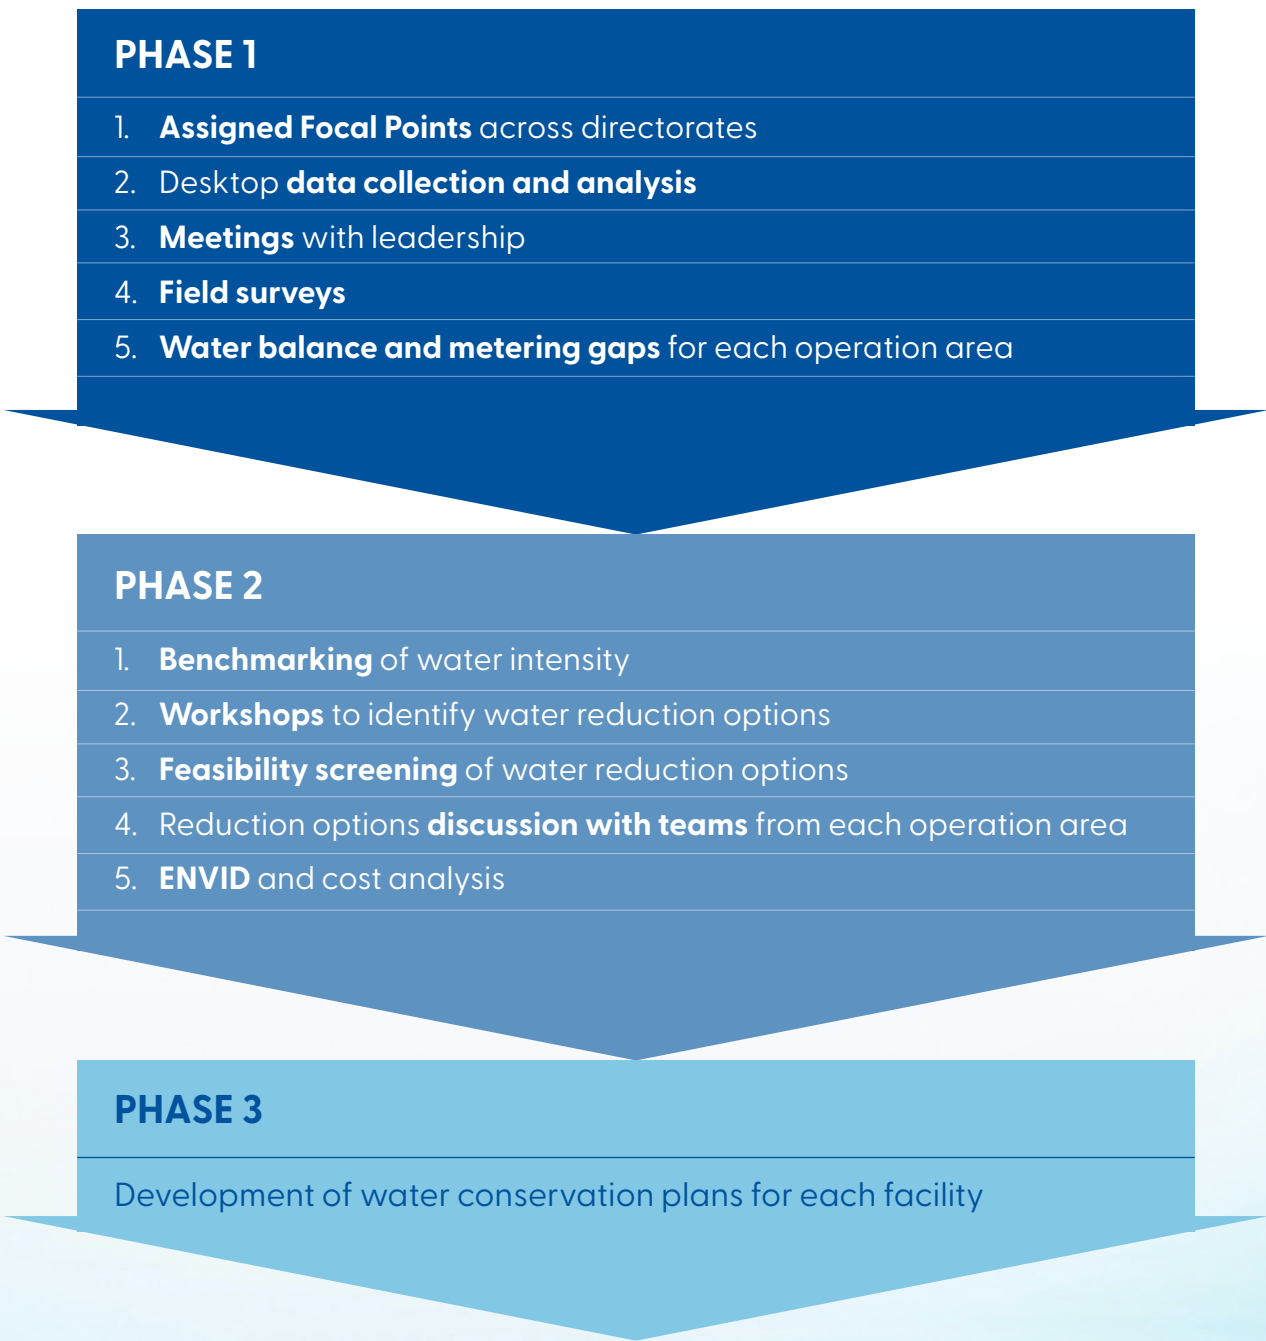 PHASE 1
1. Assigned Focal Points across directorates
2. Desktop data collection and analysis
3. Meetings with leadership
4. Field surveys
5. Water balance and metering gaps for each operation area
PHASE 2
1. Benchmarking of water intensity
2. Workshops to identify water reduction options
3. Feasibility screening of water reduction options
4. Reduction options discussion with teams from each operation area
5. ENVID and cost analysis
PHASE 3
Development of water conservation plans for each facility